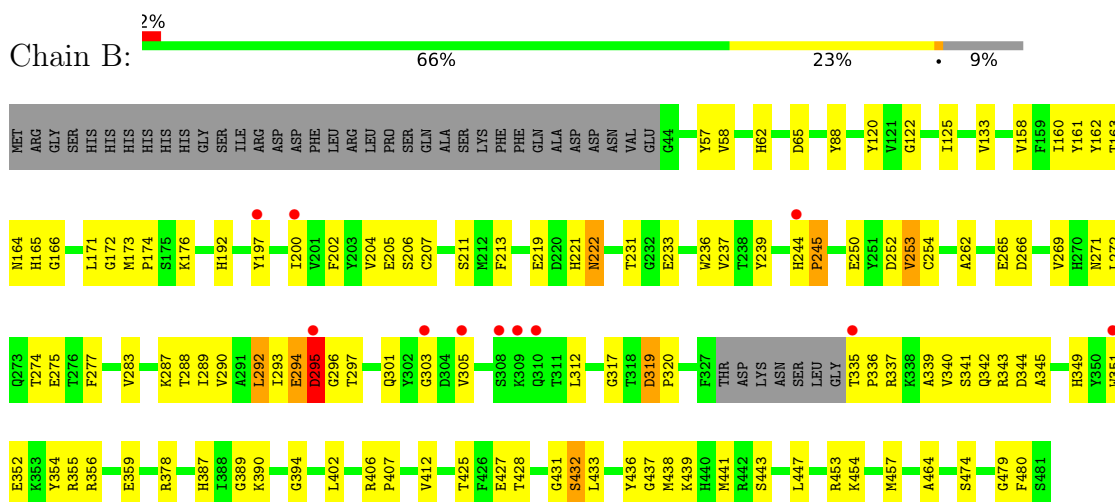 2%
Chain B:
66% 23% • 9%
MET ARG GLY SER HIS HIS HIS HIS HIS HIS GLY SER ILE ARG ASP ASP PHE LEU ARG LEU PRO SER GLN ALA SER LYS PHE PHE GLN ALA ASP ASP ASN VAL GLU G44 Y57 V58 H62 D65 Y88 Y120 V121 G122 I125 V133 V158 F159 I160 Y161 Y162 T163
N164 H165 G166 L171 G172 M173 P174 S175 K176 H192 Y197 I200 V201 F202 Y203 V204 E205 S206 C207 S211 M212 F213 E219 D220 H221 N222 T231 G232 E233 W236 V237 T238 Y239 H244 P245 E250 Y251 D252 V253 C254 A262 E265 D266 V269 H270 N271 L272
Q273 T274 E275 T276 F277 V283 K287 T288 I289 V290 A291 L292 I293 E294 D295 G296 T297 Q301 Y302 G303 D304 V305 S308 K309 Q310 T311 L312 G317 T318 D319 P320 F327 THR ASP LYS ASN SER LEU GLY T335 P336 R337 K338 A339 V340 S341 Q342 R343 D344 A345 H349 Y350 W351
E352 K353 Y354 R355 R356 E359 R378 H387 I388 G389 K390 G394 L402 R406 P407 V412 T425 F426 E427 T428 G431 S432 L433 Y436 G437 M438 K439 H440 M441 R442 S443 L447 R453 K454 M457 A464 S474 G479 F480 S481